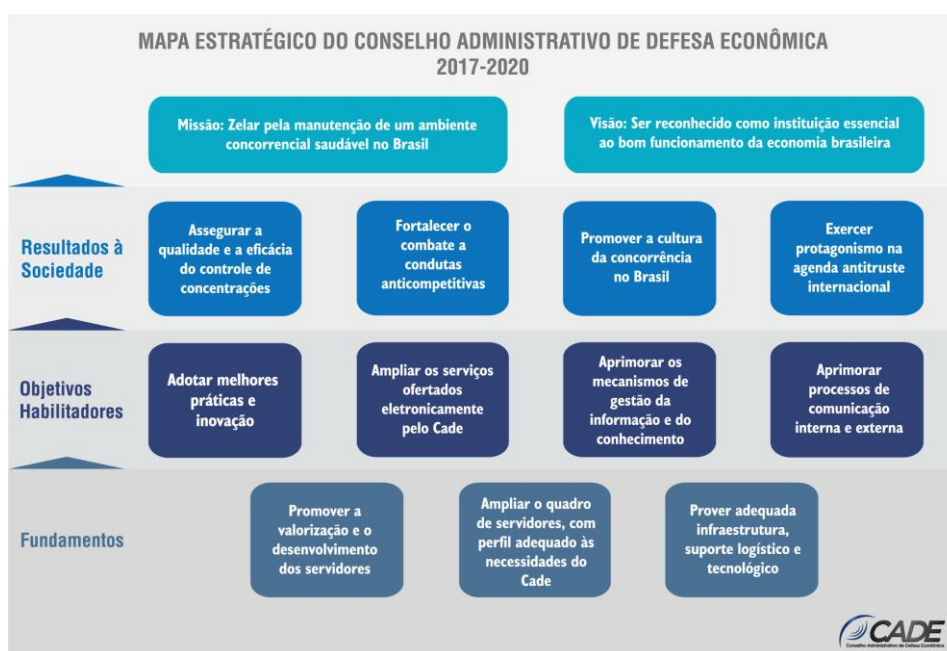 MAPA ESTRATÉGICO DO CONSELHO ADMINISTRATIVO DE DEFESA ECONÔMICA
2017-2020
Missão: Zelar pela manutenção de um ambiente
concorrencial saudável no Brasil
Visão: Ser reconhecido como instituição essencial
ao bom funcionamento da economia brasileira
Resultados à
Sociedade
Assegurar a
qualidade e a eficácia
do controle de
concentrações
Fortalecer o
combate a
condutas
anticompetitivas
Promover a cultura
da concorrência
no Brasil
Exercer
protagonismo na
agenda antitruste
internacional
Objetivos
Habilitadores
Adotar melhores
práticas e
inovação
Ampliar os serviços
ofertados
eletronicamente
pelo Cade
Aprimorar os
mecanismos de
gestão da
informação e do
conhecimento
Aprimorar
processos de
comunicação
interna e externa
Fundamentos
Promover a
valorização e o
desenvolvimento
dos servidores
Ampliar o quadro
de servidores, com
perfil adequado às
necessidades do
Cade
Prover adequada
infraestrutura,
suporte logístico e
tecnológico
CADE
Conselho Administrativo de Defesa Econômica